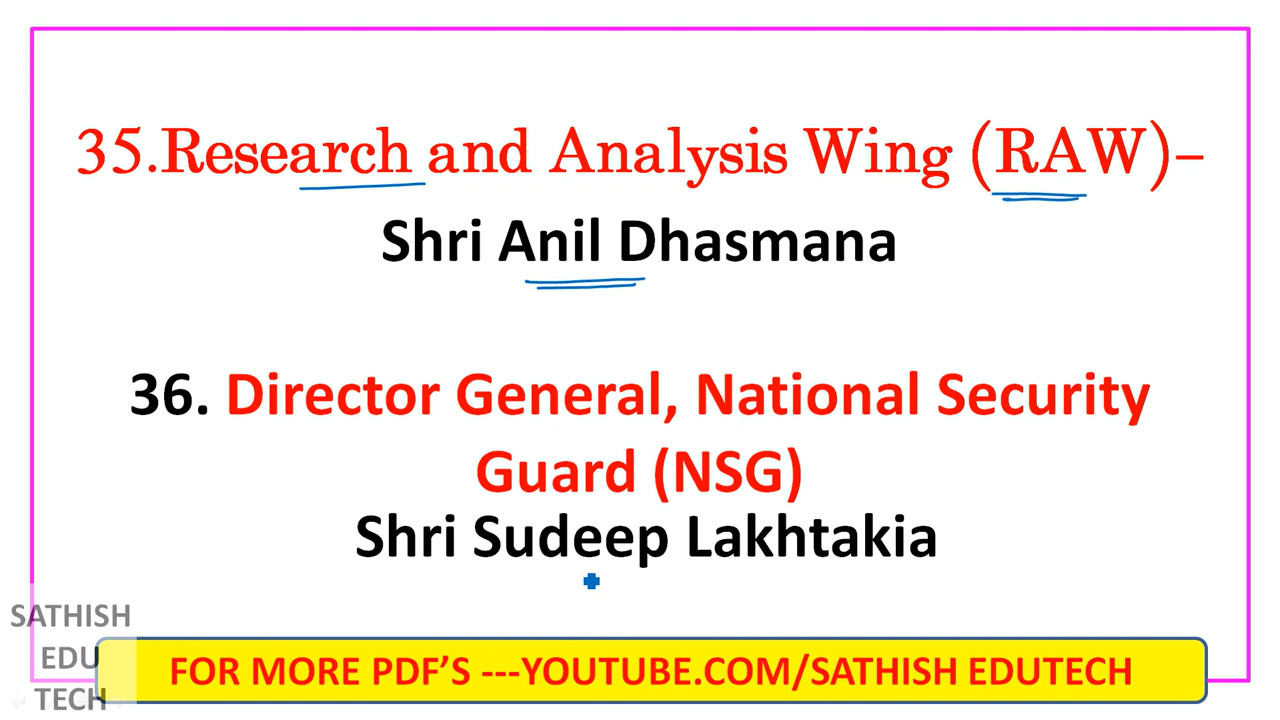 35.Research and Analysis Wing (RAW)–
Shri Anil Dhasmana
36. Director General, National Security
Guard (NSG)
Shri Sudeep Lakhtakia
SATHISH
EDU
TECH
FOR MORE PDF’S ---YOUTUBE.COM/SATHISH EDUTECH